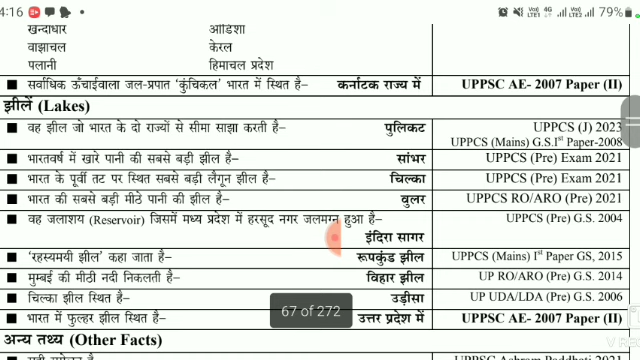 4:16 79%
खन्दाधार ओडिशा
वाझाचल केरल
पलानी हिमाचल प्रदेश
■ सर्वाधिक ऊँचाईवाला जल-प्रपात ‘कुंचिकल’ भारत में स्थित है– कर्नाटक राज्य में UPPSC AE- 2007 Paper (II)
झीलें (Lakes)
■ वह झील जो भारत के दो राज्यों से सीमा साझा करती है– पुलिकट UPPCS (J) 2023
UPPCS (Mains) G.S.Ist Paper-2008
■ भारतवर्ष में खारे पानी की सबसे बड़ी झील है– सांभर UPPCS (Pre) Exam 2021
■ भारत के पूर्वी तट पर स्थित सबसे बड़ी लैगून झील है– चिल्का UPPCS (Pre) Exam 2021
■ भारत की सबसे बड़ी मीठे पानी की झील है– वुलर UPPCS RO/ARO (Pre) 2021
■ वह जलाशय (Reservoir) जिसमें मध्य प्रदेश में हरसूद नगर जलमग्न हुआ है– UPPCS (Pre) G.S. 2004
इंदिरा सागर
■ ‘रहस्यमयी झील’ कहा जाता है– रूपकुंड झील UPPCS (Mains) Ist Paper GS, 2015
■ मुम्बई की मीठी नदी निकलती है– विहार झील UP RO/ARO (Pre) G.S. 2014
■ चिल्का झील स्थित है– उड़ीसा UP UDA/LDA (Pre) G.S. 2006
67 of 272
■ भारत में फुल्हर झील स्थित है– उत्तर प्रदेश में UPPSC AE- 2007 Paper (II)
अन्य तथ्य (Other Facts)